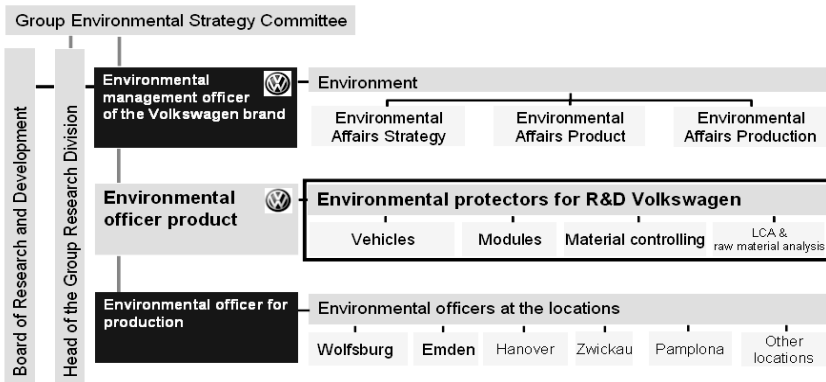 Group Environmental Strategy Committee
Board of Research and Development
Head of the Group Research Division
Environmental
management officer
of the Volkswagen brand
Environment
Environmental
Affairs Strategy
Environmental
Affairs Product
Environmental
Affairs Production
Environmental
officer product
Environmental protectors for R&D Volkswagen
Vehicles
Modules
Material controlling
LCA &
raw material analysis
Environmental officer for
production
Environmental officers at the locations
Wolfsburg
Emden
Hanover
Zwickau
Pamplona
Other
locations